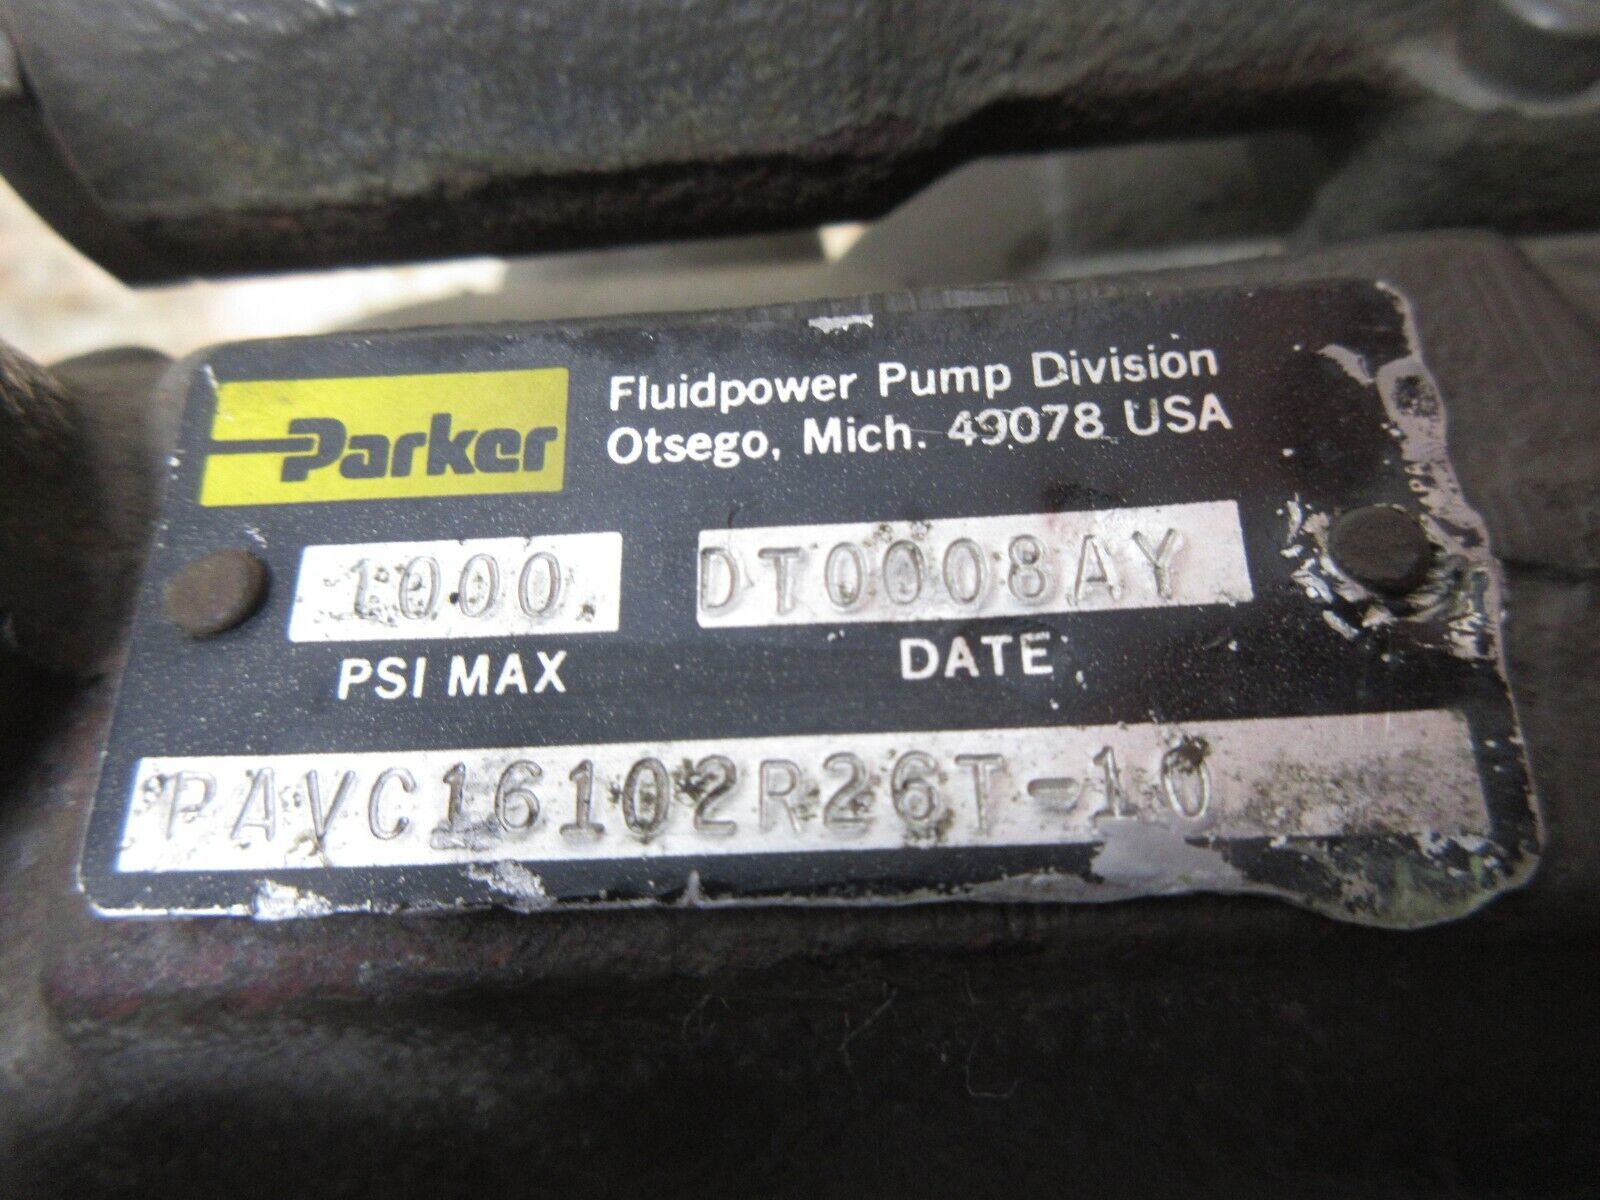 Parker
Fluidpower Pump Division
Otsego, Mich. 49078 USA
1000
DT0008AY
PSI MAX
DATE
PAVC16102R26T-10